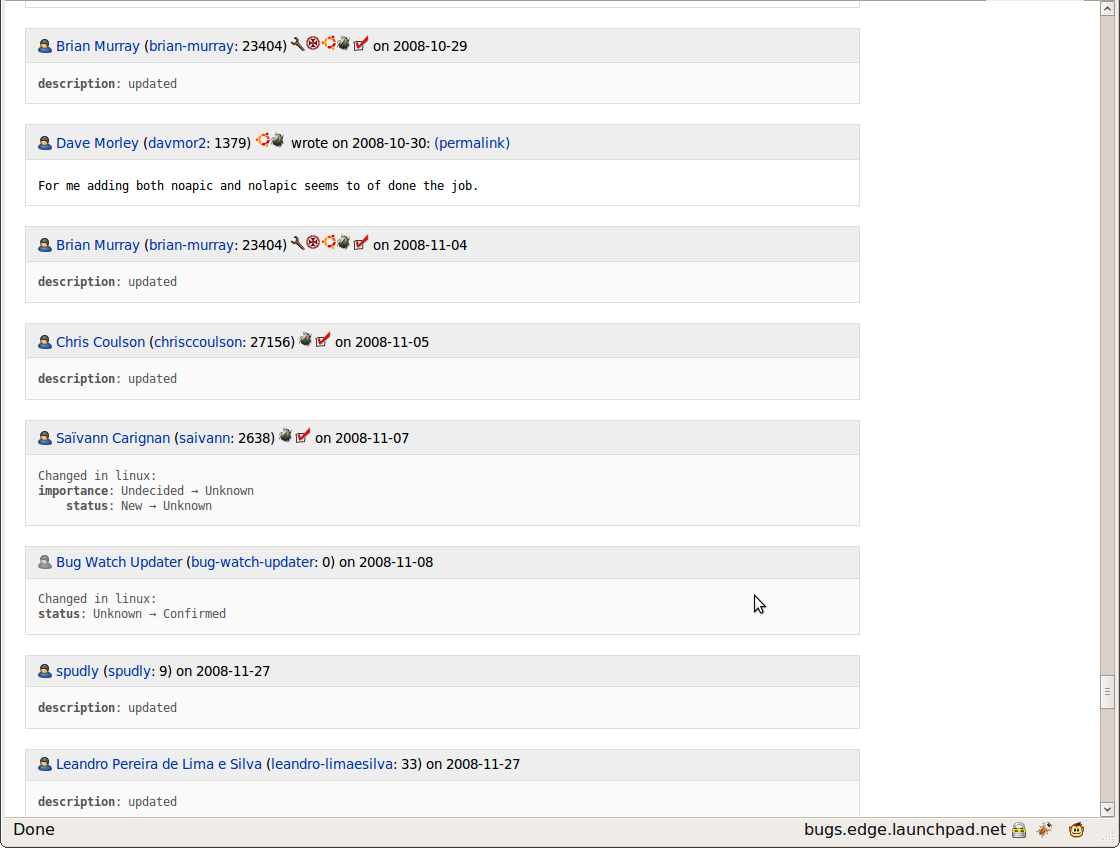 Brian Murray (brian-murray: 23404) on 2008-10-29
description: updated
Dave Morley (davmor2: 1379) wrote on 2008-10-30: (permalink)
For me adding both noapic and nolapic seems to of done the job.
Brian Murray (brian-murray: 23404) on 2008-11-04
description: updated
Chris Coulson (chrisccoulson: 27156) on 2008-11-05
description: updated
Saïvann Carignan (saivann: 2638) on 2008-11-07
Changed in linux:
importance: Undecided → Unknown
status: New → Unknown
Bug Watch Updater (bug-watch-updater: 0) on 2008-11-08
Changed in linux:
status: Unknown → Confirmed
spudly (spudly: 9) on 2008-11-27
description: updated
Leandro Pereira de Lima e Silva (leandro-limaesilva: 33) on 2008-11-27
description: updated
Done bugs.edge.launchpad.net